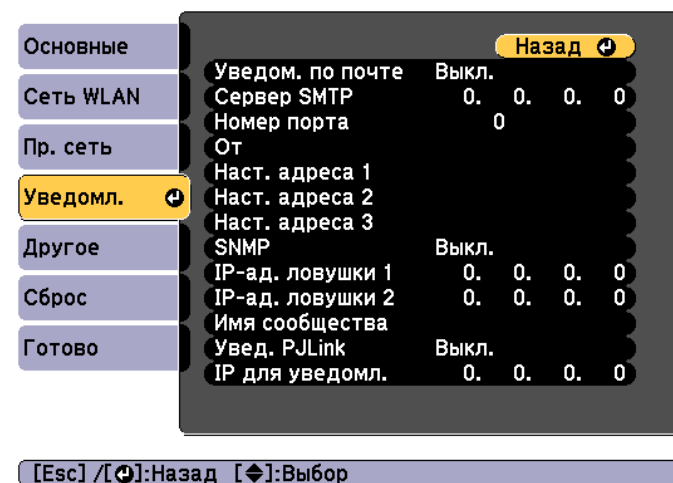 Основные
Сеть WLAN
Пр. сеть
Уведомл.
Другое
Сброс
Готово
Назад
Уведом. по почте Выкл.
Сервер SMTP 0. 0. 0. 0
Номер порта 0
От
Наст. адреса 1
Наст. адреса 2
Наст. адреса 3
SNMP Выкл.
IP-ад. ловушки 1 0. 0. 0. 0
IP-ад. ловушки 2 0. 0. 0. 0
Имя сообщества
Увед. PJLink Выкл.
IP для уведомл. 0. 0. 0. 0
[Esc] /[⏎]:Назад [◆]:Выбор